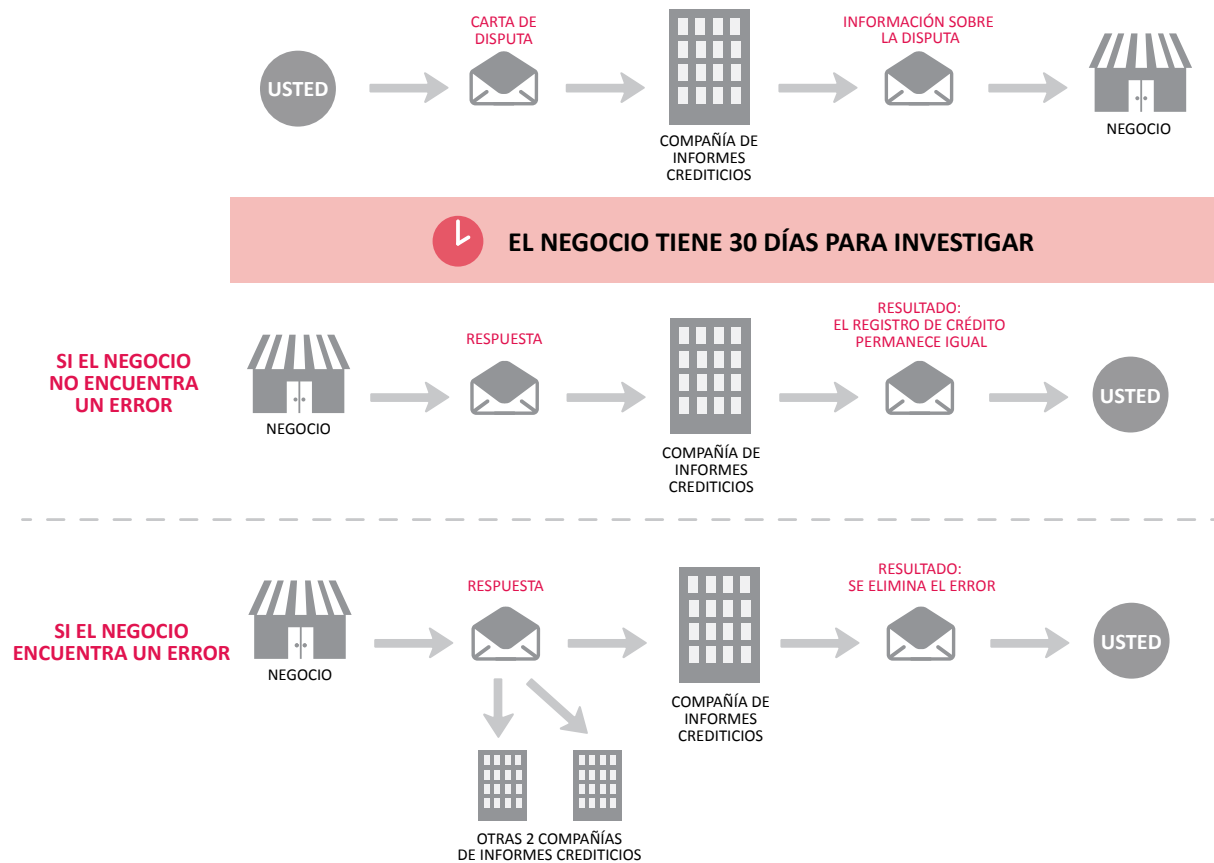 CARTA DE
DISPUTA
INFORMACIÓN SOBRE
LA DISPUTA
USTED
COMPAÑÍA DE
INFORMES
CREDITICIOS
NEGOCIO
EL NEGOCIO TIENE 30 DÍAS PARA INVESTIGAR
SI EL NEGOCIO
NO ENCUENTRA
UN ERROR
NEGOCIO
RESPUESTA
COMPAÑÍA DE
INFORMES
CREDITICIOS
RESULTADO:
EL REGISTRO DE CRÉDITO
PERMANECE IGUAL
USTED
SI EL NEGOCIO
ENCUENTRA UN ERROR
NEGOCIO
RESPUESTA
COMPAÑÍA DE
INFORMES
CREDITICIOS
RESULTADO:
SE ELIMINA EL ERROR
USTED
OTRAS 2 COMPAÑÍAS
DE INFORMES CREDITICIOS